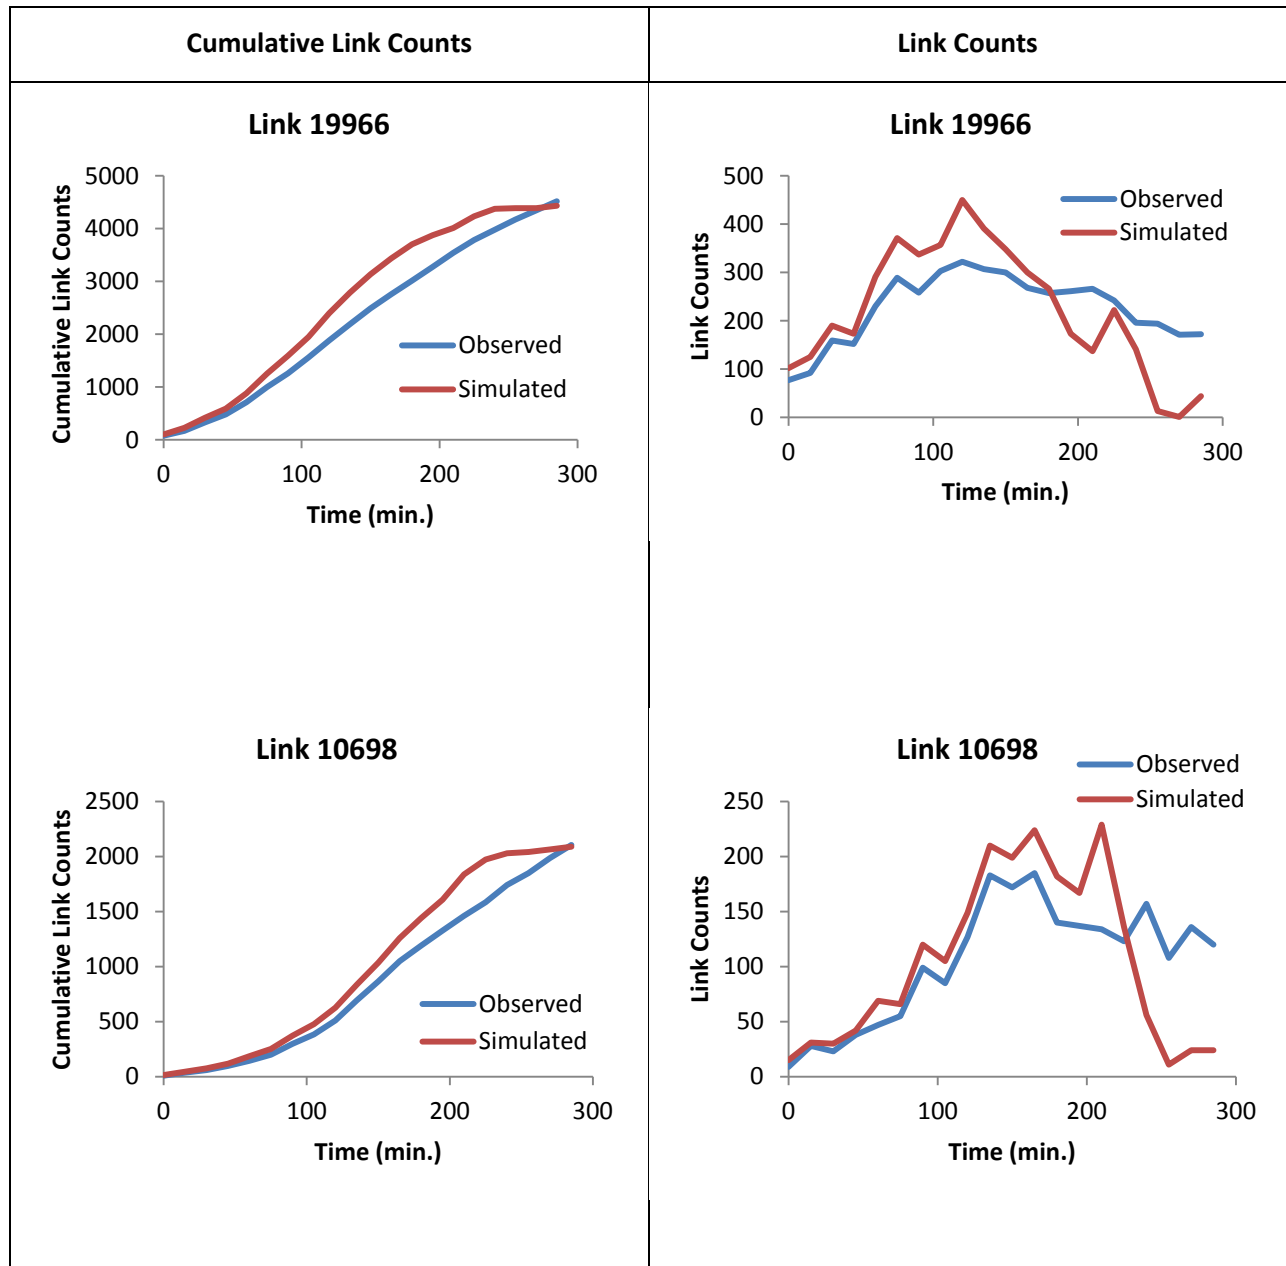 Cumulative Link Counts
Link Counts
Link 19966
Cumulative Link Counts
5000
4000
3000
2000
1000
0
Observed
Simulated
0 100 200 300
Time (min.)
Link 19966
Link Counts
500
400
300
200
100
0
Observed
Simulated
0 100 200 300
Time (min.)
Link 10698
Cumulative Link Counts
2500
2000
1500
1000
500
0
Observed
Simulated
0 100 200 300
Time (min.)
Link 10698
Link Counts
Observed
Simulated
250
200
150
100
50
0
0 100 200 300
Time (min.)